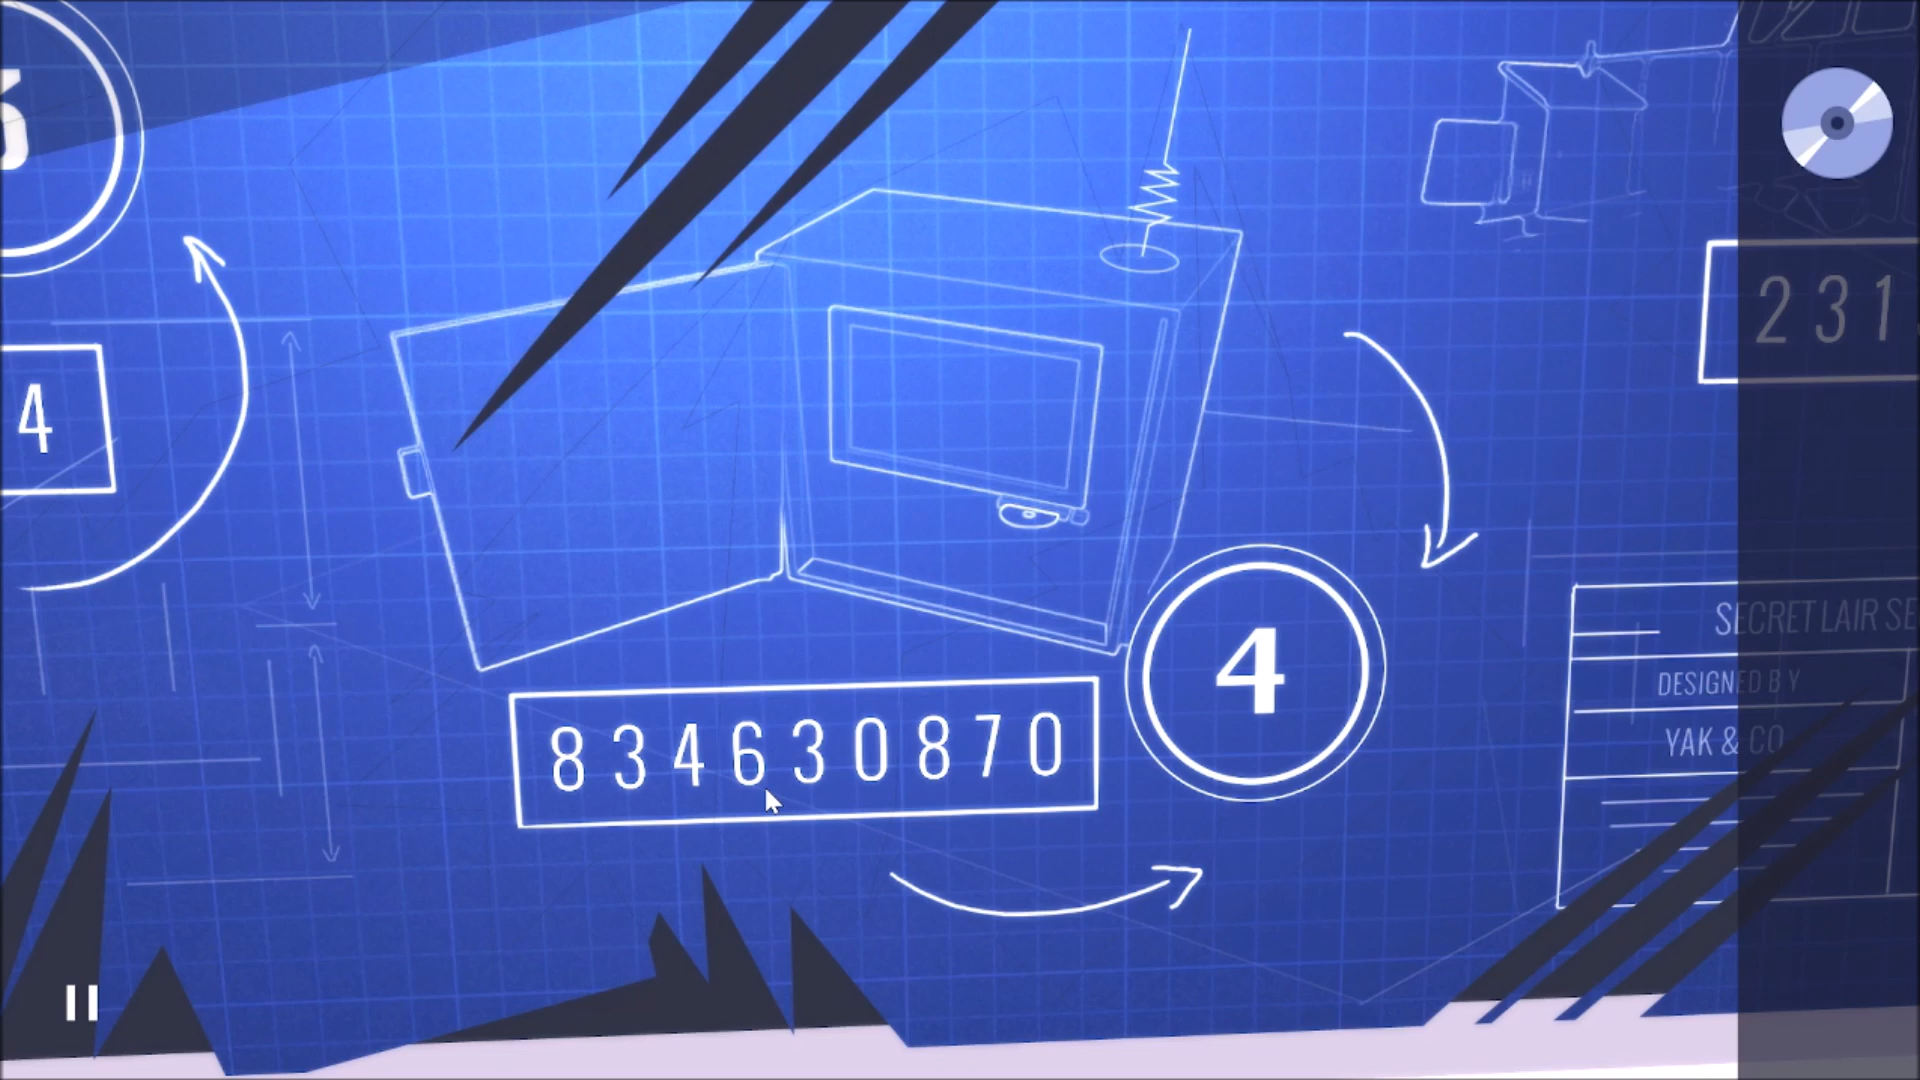 4
231
834630870
4
SECRET LAIR SE
DESIGNED BY
YAK & CO